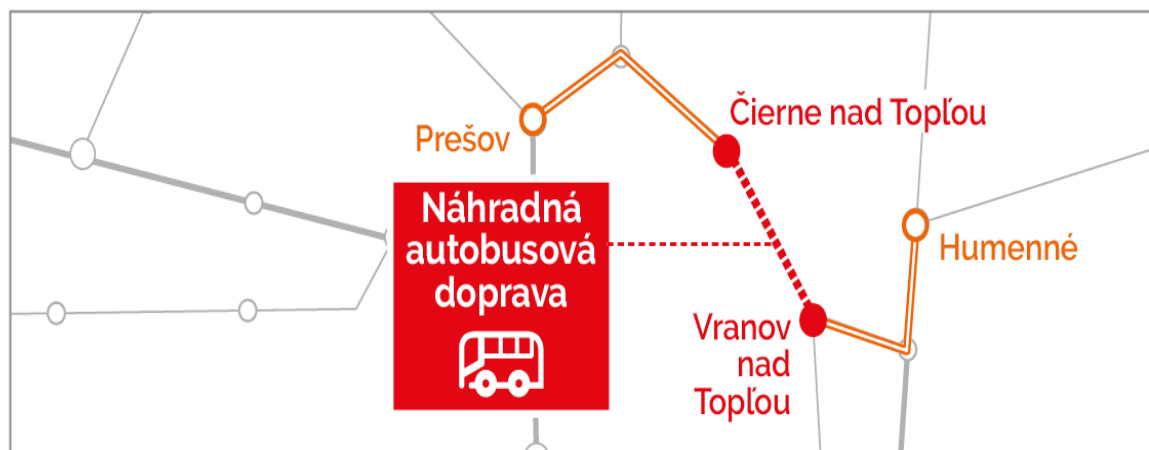 Čierne nad Topľou
Prešov
Náhradná
autobusová
doprava
Humenné
Vranov
nad
Topľou